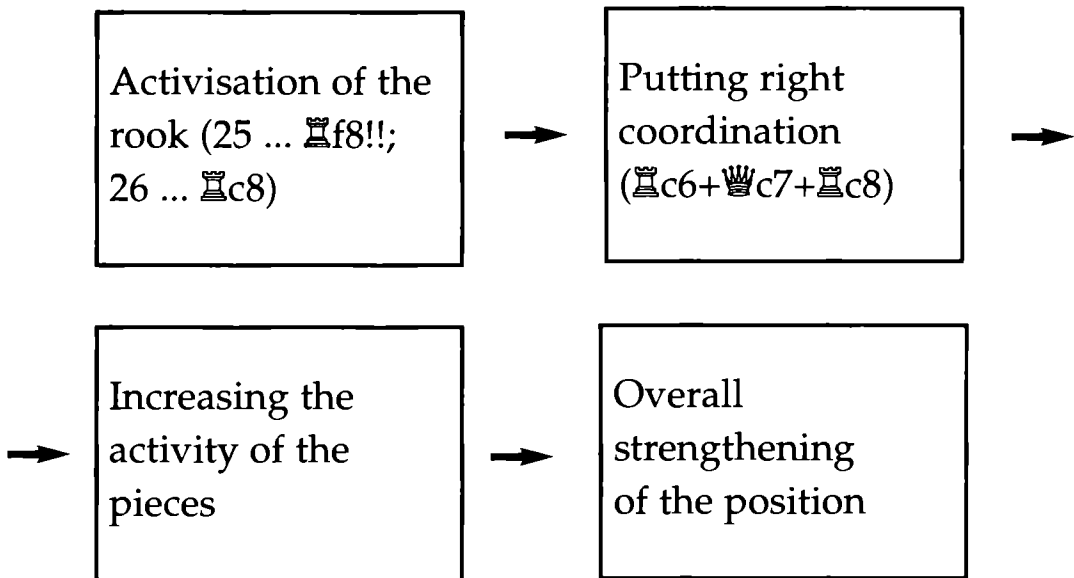 Activisation of the
rook (25 ... ♖f8!!;
26 ... ♖c8)
Putting right
coordination
(♖c6+♕c7+♖c8)
Increasing the
activity of the
pieces
Overall
strengthening
of the position